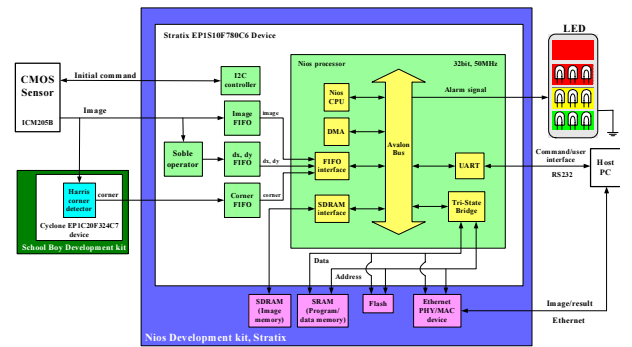 Stratix EP1S10F780C6 Device
LED
CMOS
Sensor
ICM205B
Initial command
I2C
controller
Nios processor
32bit, 50MHz
Nios
CPU
Alarm signal
Image
Image
FIFO
image
DMA
Avalon
Bus
Soble
operator
dx, dy
FIFO
dx, dy
FIFO
interface
UART
Command/user
interface
RS232
Host
PC
Harris
corner
detector
corner
Corner
FIFO
corner
SDRAM
interface
Tri-State
Bridge
Cyclone EP1C20F324C7
device
School Boy Development kit
Data
Address
SDRAM
(Image
memory)
SRAM
(Program/
data memory)
Flash
Ethernet
PHY/MAC
device
Image/result
Ethernet
Nios Development kit, Stratix